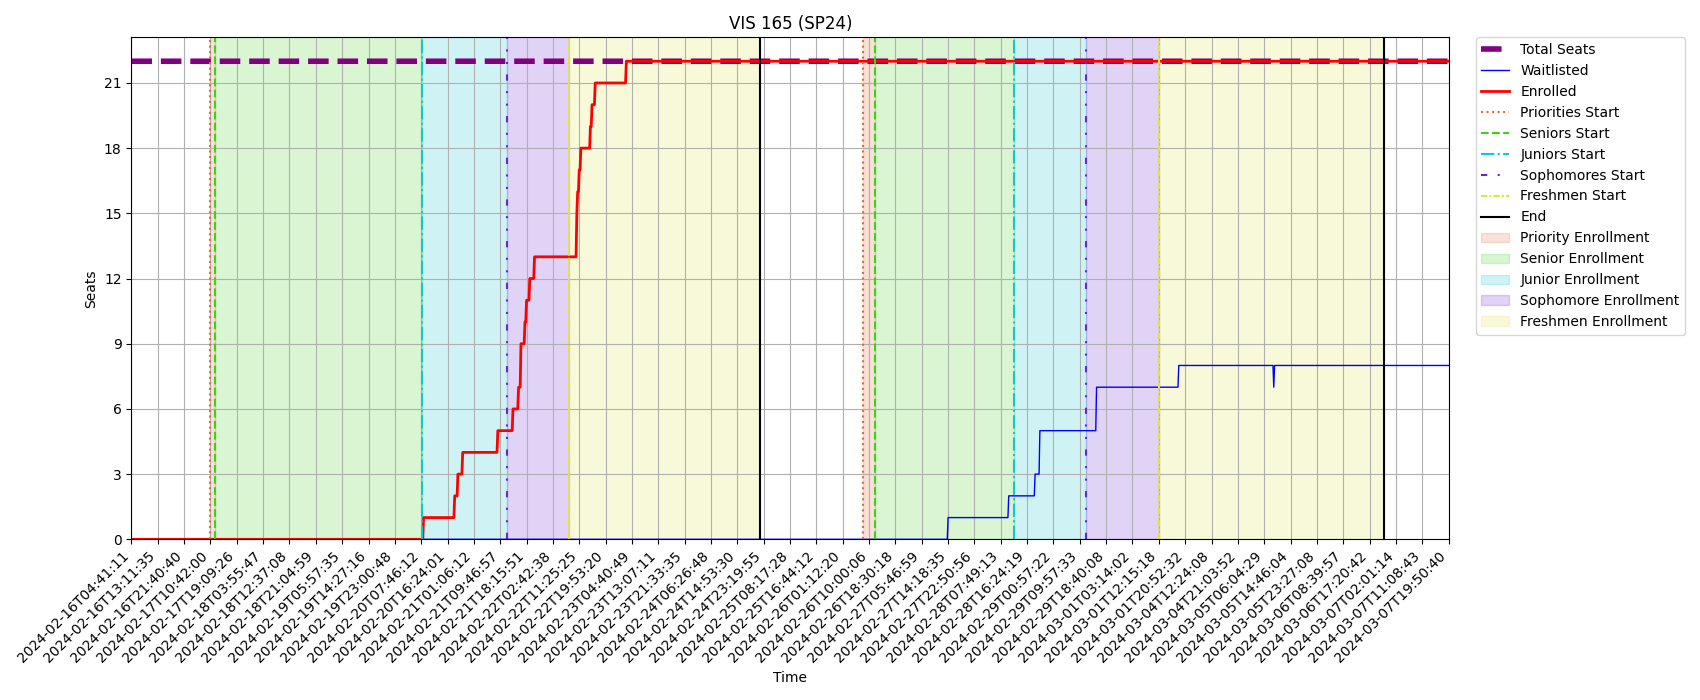 VIS 165 (SP24)
Seats
21
18
15
12
9
6
3
0
2024-02-16T04:41:11
2024-02-16T13:11:35
2024-02-16T21:40:40
2024-02-17T10:42:00
2024-02-17T19:09:26
2024-02-18T03:55:47
2024-02-18T12:37:08
2024-02-18T21:04:59
2024-02-19T05:57:35
2024-02-19T14:27:16
2024-02-19T23:00:48
2024-02-20T07:46:12
2024-02-20T16:24:01
2024-02-21T01:06:12
2024-02-21T09:46:57
2024-02-21T18:15:51
2024-02-22T02:42:38
2024-02-22T11:25:25
2024-02-22T19:53:20
2024-02-23T04:40:49
2024-02-23T13:07:11
2024-02-23T21:33:35
2024-02-24T06:26:48
2024-02-24T14:53:30
2024-02-24T23:19:55
2024-02-25T08:17:28
2024-02-25T16:44:12
2024-02-26T01:12:20
2024-02-26T10:00:06
2024-02-26T18:30:18
2024-02-27T05:46:59
2024-02-27T14:18:35
2024-02-27T22:50:56
2024-02-28T07:49:13
2024-02-28T16:24:19
2024-02-29T00:57:22
2024-02-29T09:57:33
2024-02-29T18:40:08
2024-03-01T03:14:02
2024-03-01T12:15:18
2024-03-01T20:52:32
2024-03-04T12:24:08
2024-03-04T21:03:52
2024-03-05T06:04:29
2024-03-05T14:46:04
2024-03-05T23:27:08
2024-03-06T08:39:57
2024-03-06T17:20:42
2024-03-07T02:01:14
2024-03-07T11:08:43
2024-03-07T19:50:40
Time
Total Seats
Waitlisted
Enrolled
Priorities Start
Seniors Start
Juniors Start
Sophomores Start
Freshmen Start
End
Priority Enrollment
Senior Enrollment
Junior Enrollment
Sophomore Enrollment
Freshmen Enrollment